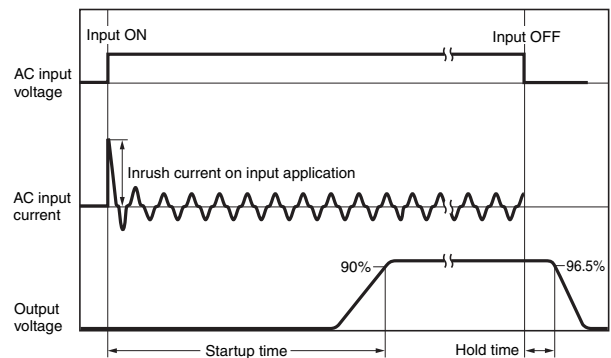 Input ON
Input OFF
AC input
voltage
Inrush current on input application
AC input
current
90%
96.5%
Output
voltage
Startup time
Hold time